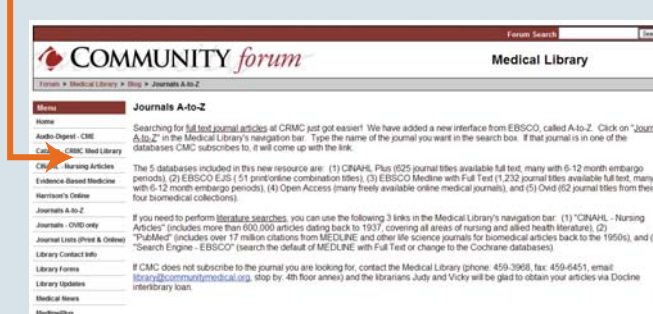 Forum Search
COMMUNITY forum
Medical Library
Forum > Medical Library > Blog > Journals A-to-Z
Menu
Home
Audio-Digest - CME
CRMC Med Library
CINAHL - Nursing Articles
Evidence-Based Medicine
Harrison's Online
Journals A-to-Z
Journals - OVID only
Journal Lists (Print & Online)
Library Contact Info
Library Forms
Library Updates
Medical News
MedlinePlus
Journals A-to-Z
Searching for full text journal articles at CRMC just got easier! We have added a new interface from EBSCO, called A-to-Z. Click on "Journ
A-to-Z" in the Medical Library's navigation bar. Type the name of the journal you want in the search box. If that journal is in one of the
databases CMC subscribes to, it will come up with the link.
The 5 databases included in this new resource are: (1) CINAHL Plus (625 journal titles available full text, many with 6-12 month embargo
periods), (2) EBSCO EJS ( 51 print/online combination titles), (3) EBSCO Medline with Full Text (1,232 journal titles available full text, many
with 6-12 month embargo periods), (4) Open Access (many freely available online medical journals), and (5) Ovid (62 journal titles from their
four biomedical collections).
If you need to perform literature searches, you can use the following 3 links in the Medical Library's navigation bar: (1) "CINAHL - Nursing
Articles" (includes more than 600,000 articles dating back to 1937, covering all areas of nursing and allied health literature), (2)
"PubMed" (includes over 17 million citations from MEDLINE and other life science journals for biomedical articles back to the 1950s), and (
"Search Engine - EBSCO" (search the default of MEDLINE with Full Text or change to the Cochrane databases).
If CMC does not subscribe to the journal you are looking for, contact the Medical Library (phone: 459-3968, fax: 459-6451, email:
library@communitymedical.org, stop by: 4th floor annex) and the librarians Judy and Vicky will be glad to obtain your articles via Docline
interlibrary loan.